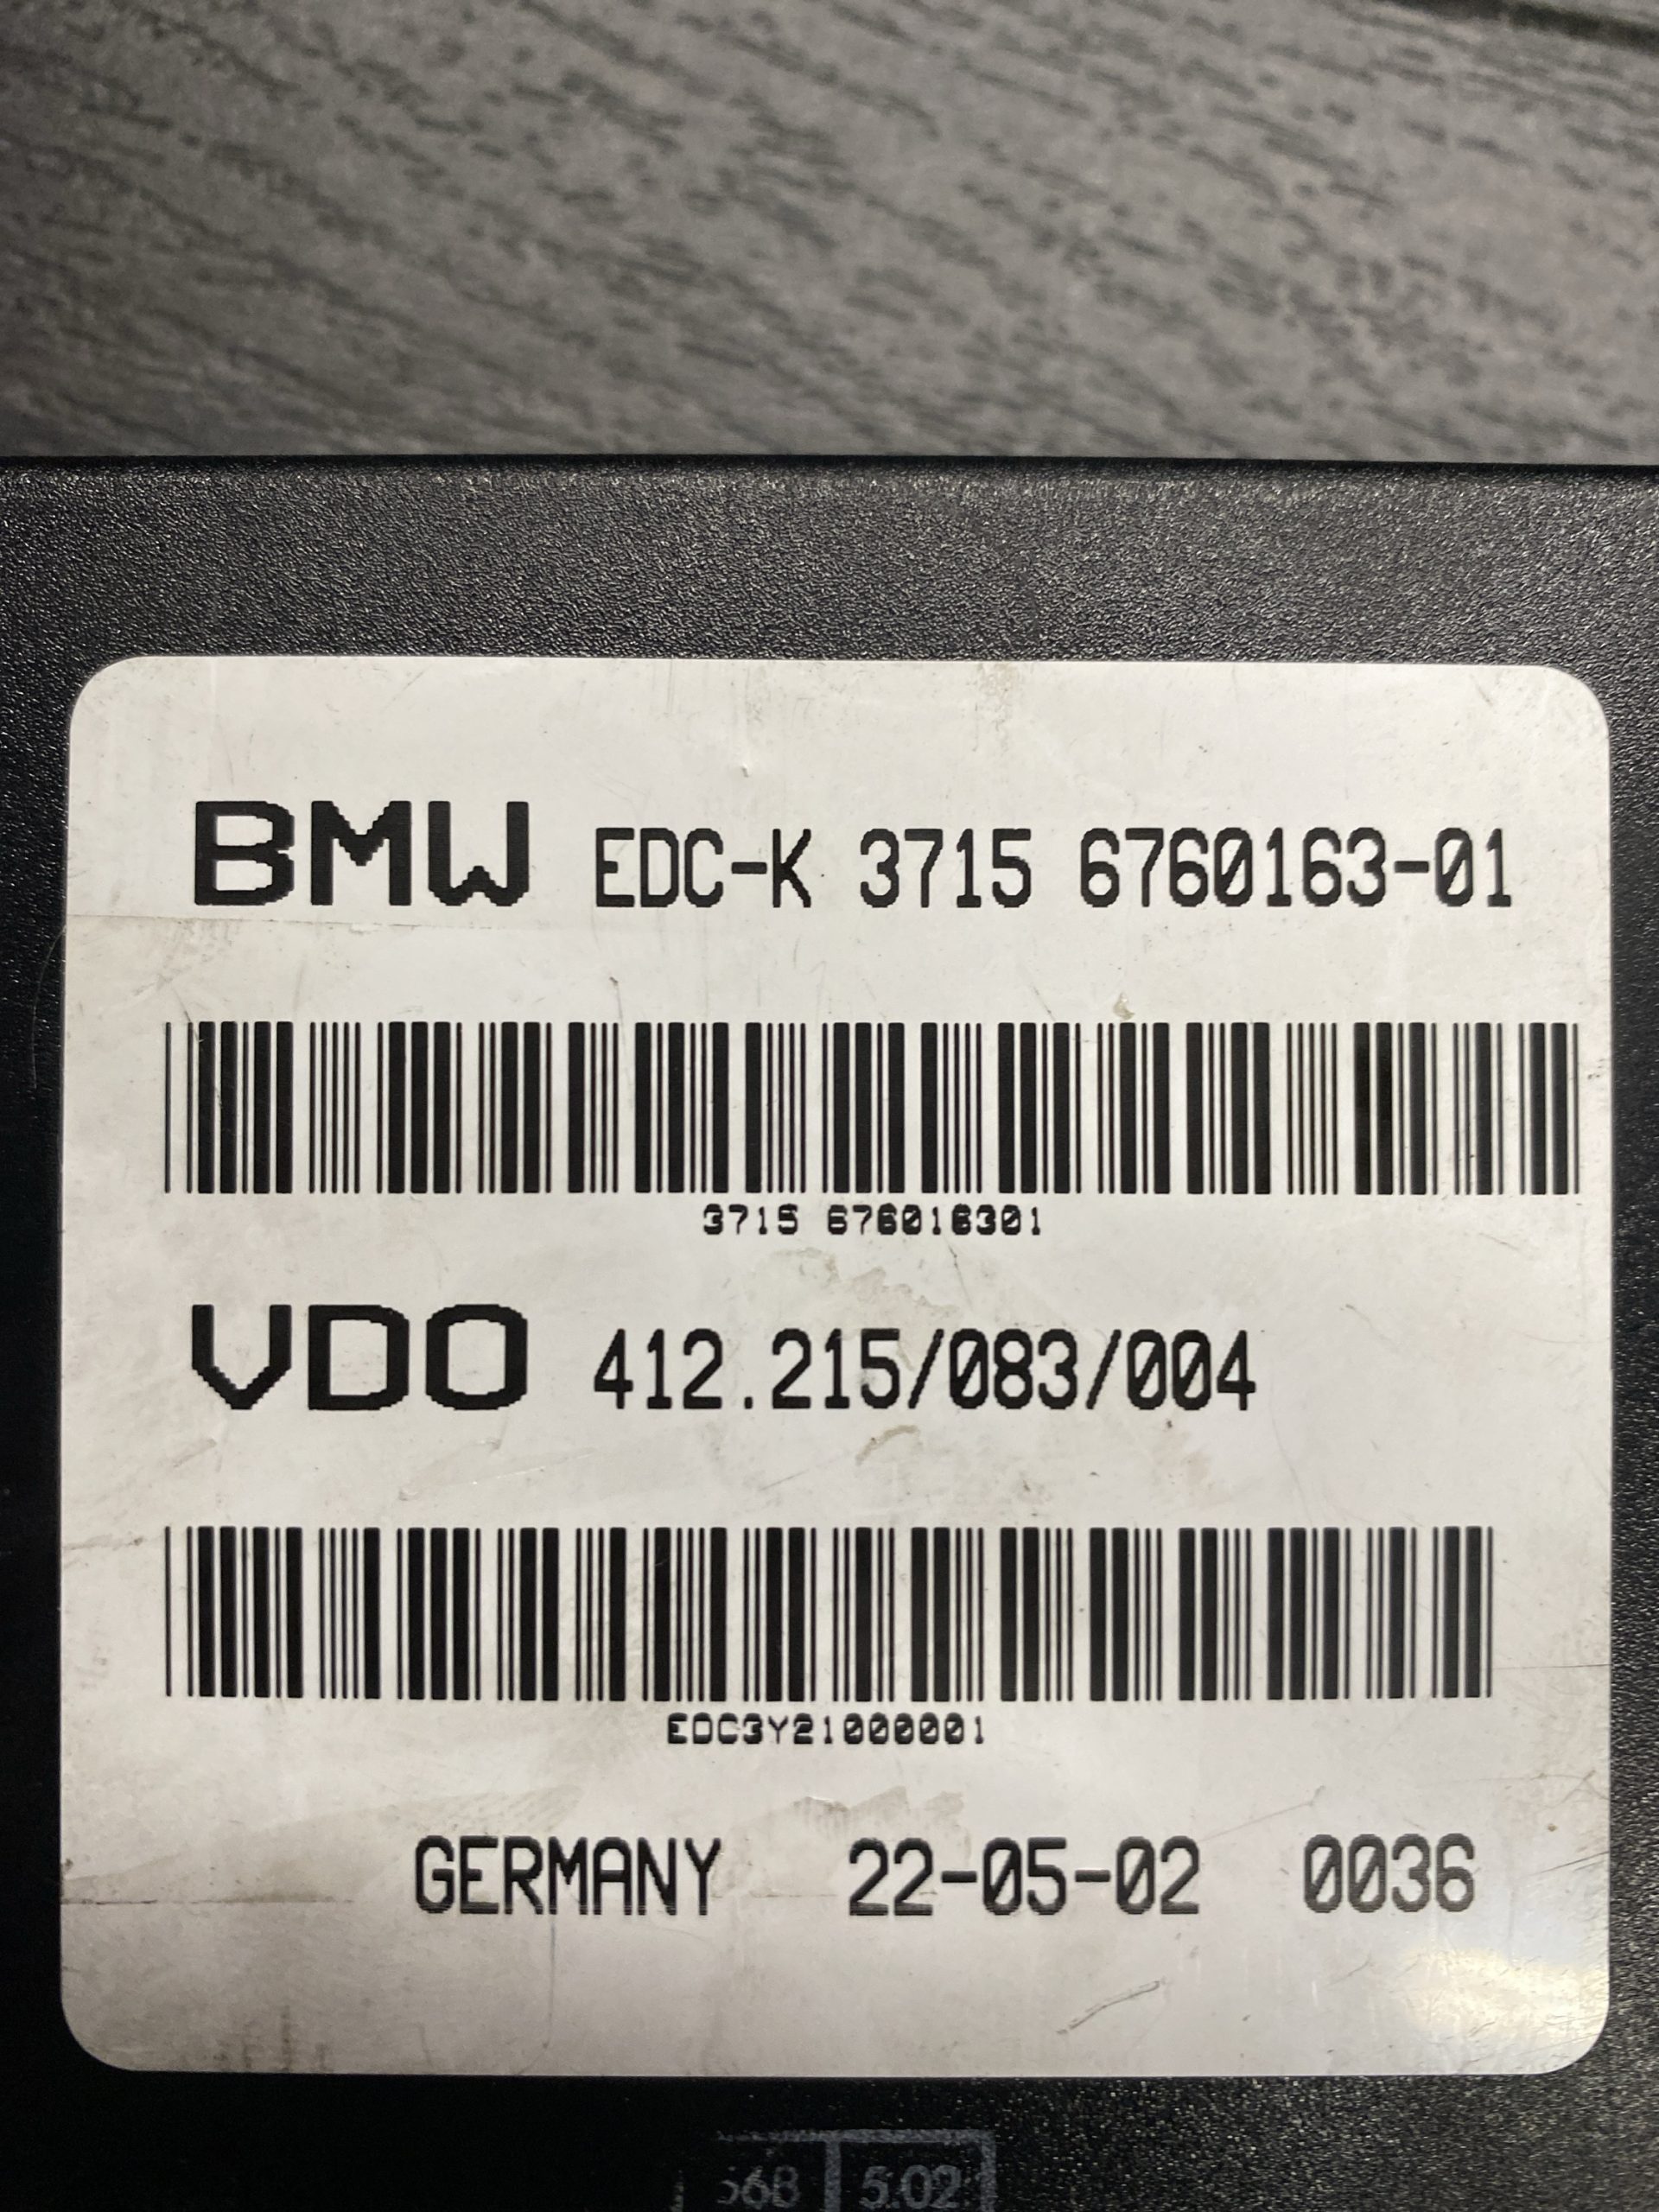 BMW EDC-K 3715 6760163-01
3715 676016301
VDO 412.215/083/004
EDC3Y21000001
GERMANY 22-05-02 0036
5.02